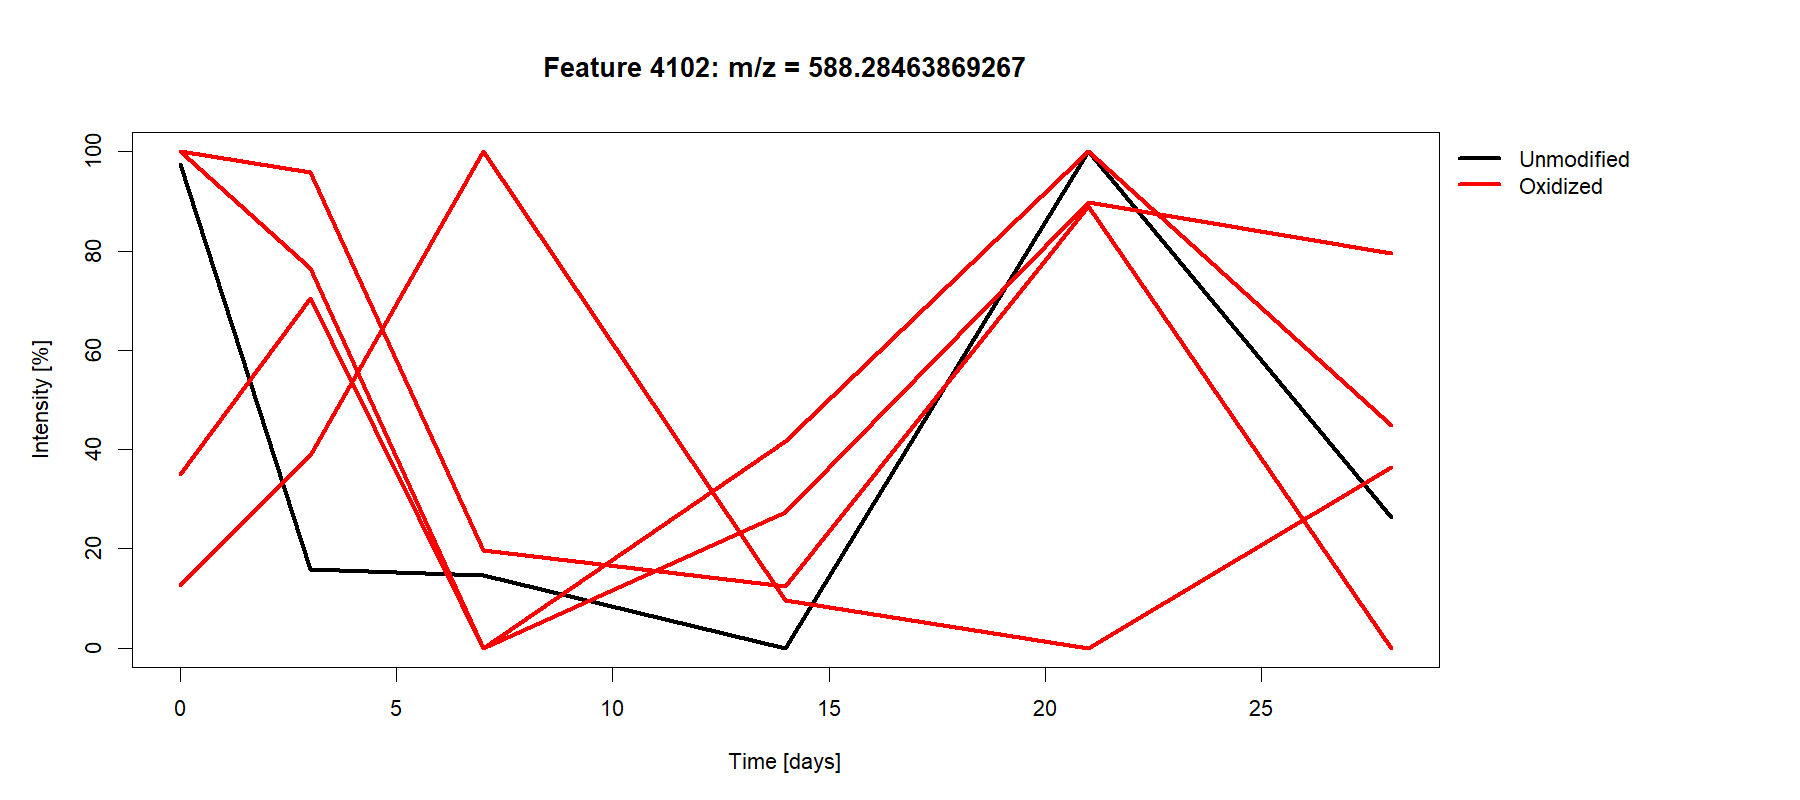 Feature 4102: m/z = 588.28463869267
Unmodified
Oxidized
Intensity [%]
100
80
60
40
20
0
0 5 10 15 20 25
Time [days]